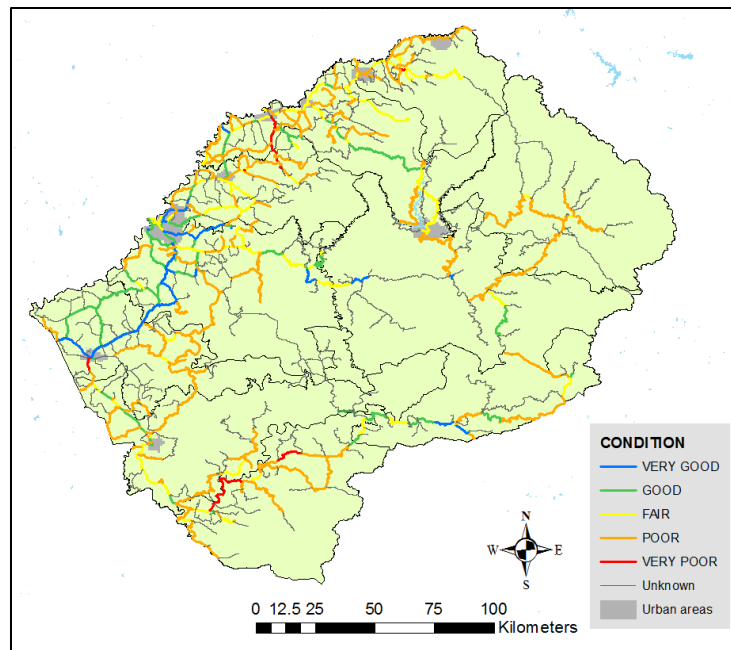 CONDITION
VERY GOOD
GOOD
FAIR
POOR
VERY POOR
Unknown
Urban areas
N
W E
S
0 12.5 25 50 75 100
Kilometers